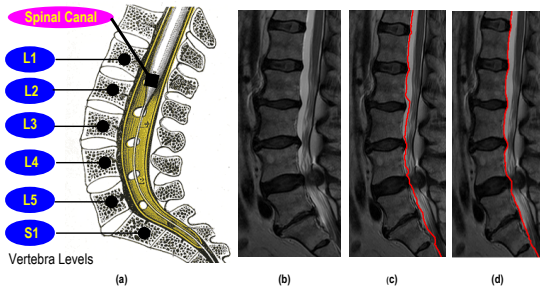 Spinal Canal
L1
L2
L3
L4
L5
S1
Vertebra Levels
(a)
(b)
(c)
(d)